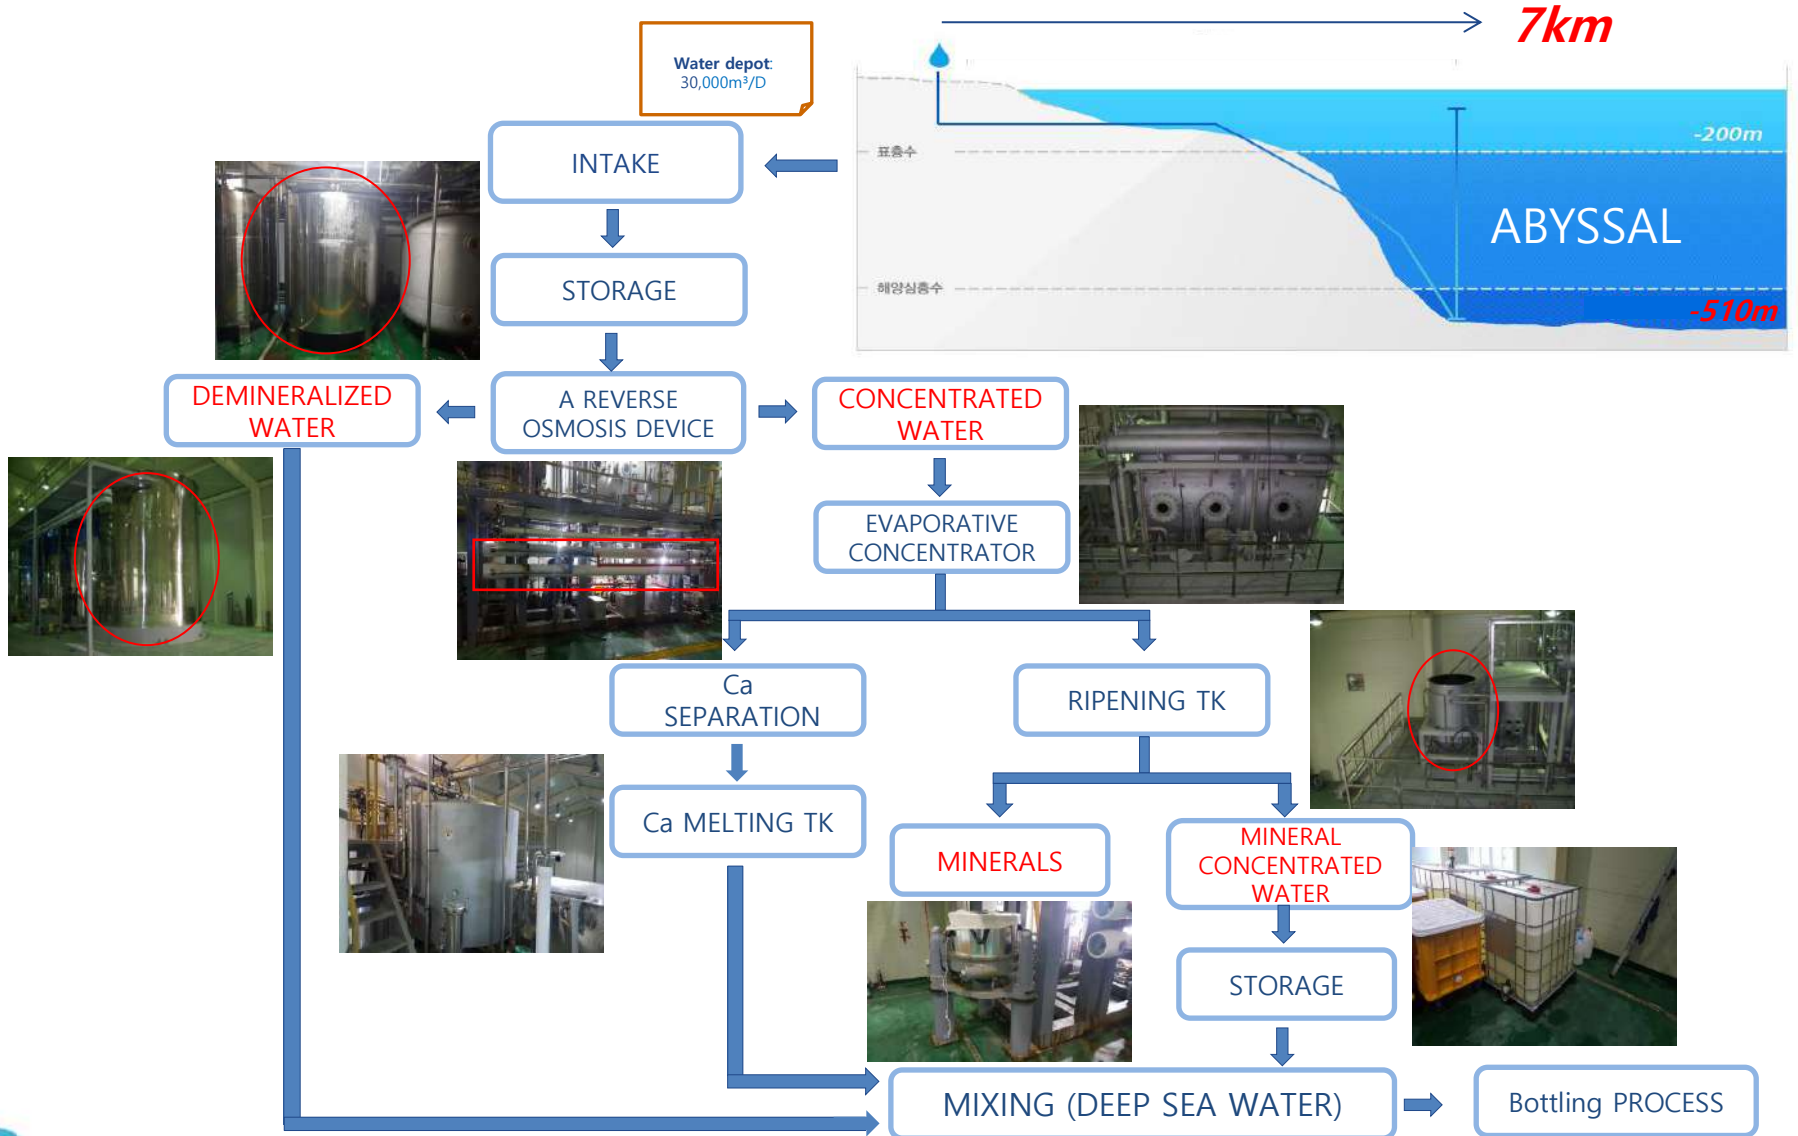 7km
Water depot:
30,000m³/D
INTAKE
-200m
표층수
ABYSSAL
STORAGE
해양심층수
-510m
DEMINERALIZED
WATER
A REVERSE
OSMOSIS DEVICE
CONCENTRATED
WATER
EVAPORATIVE
CONCENTRATOR
Ca
SEPARATION
RIPENING TK
Ca MELTING TK
MINERALS
MINERAL
CONCENTRATED
WATER
STORAGE
MIXING (DEEP SEA WATER)
Bottling PROCESS